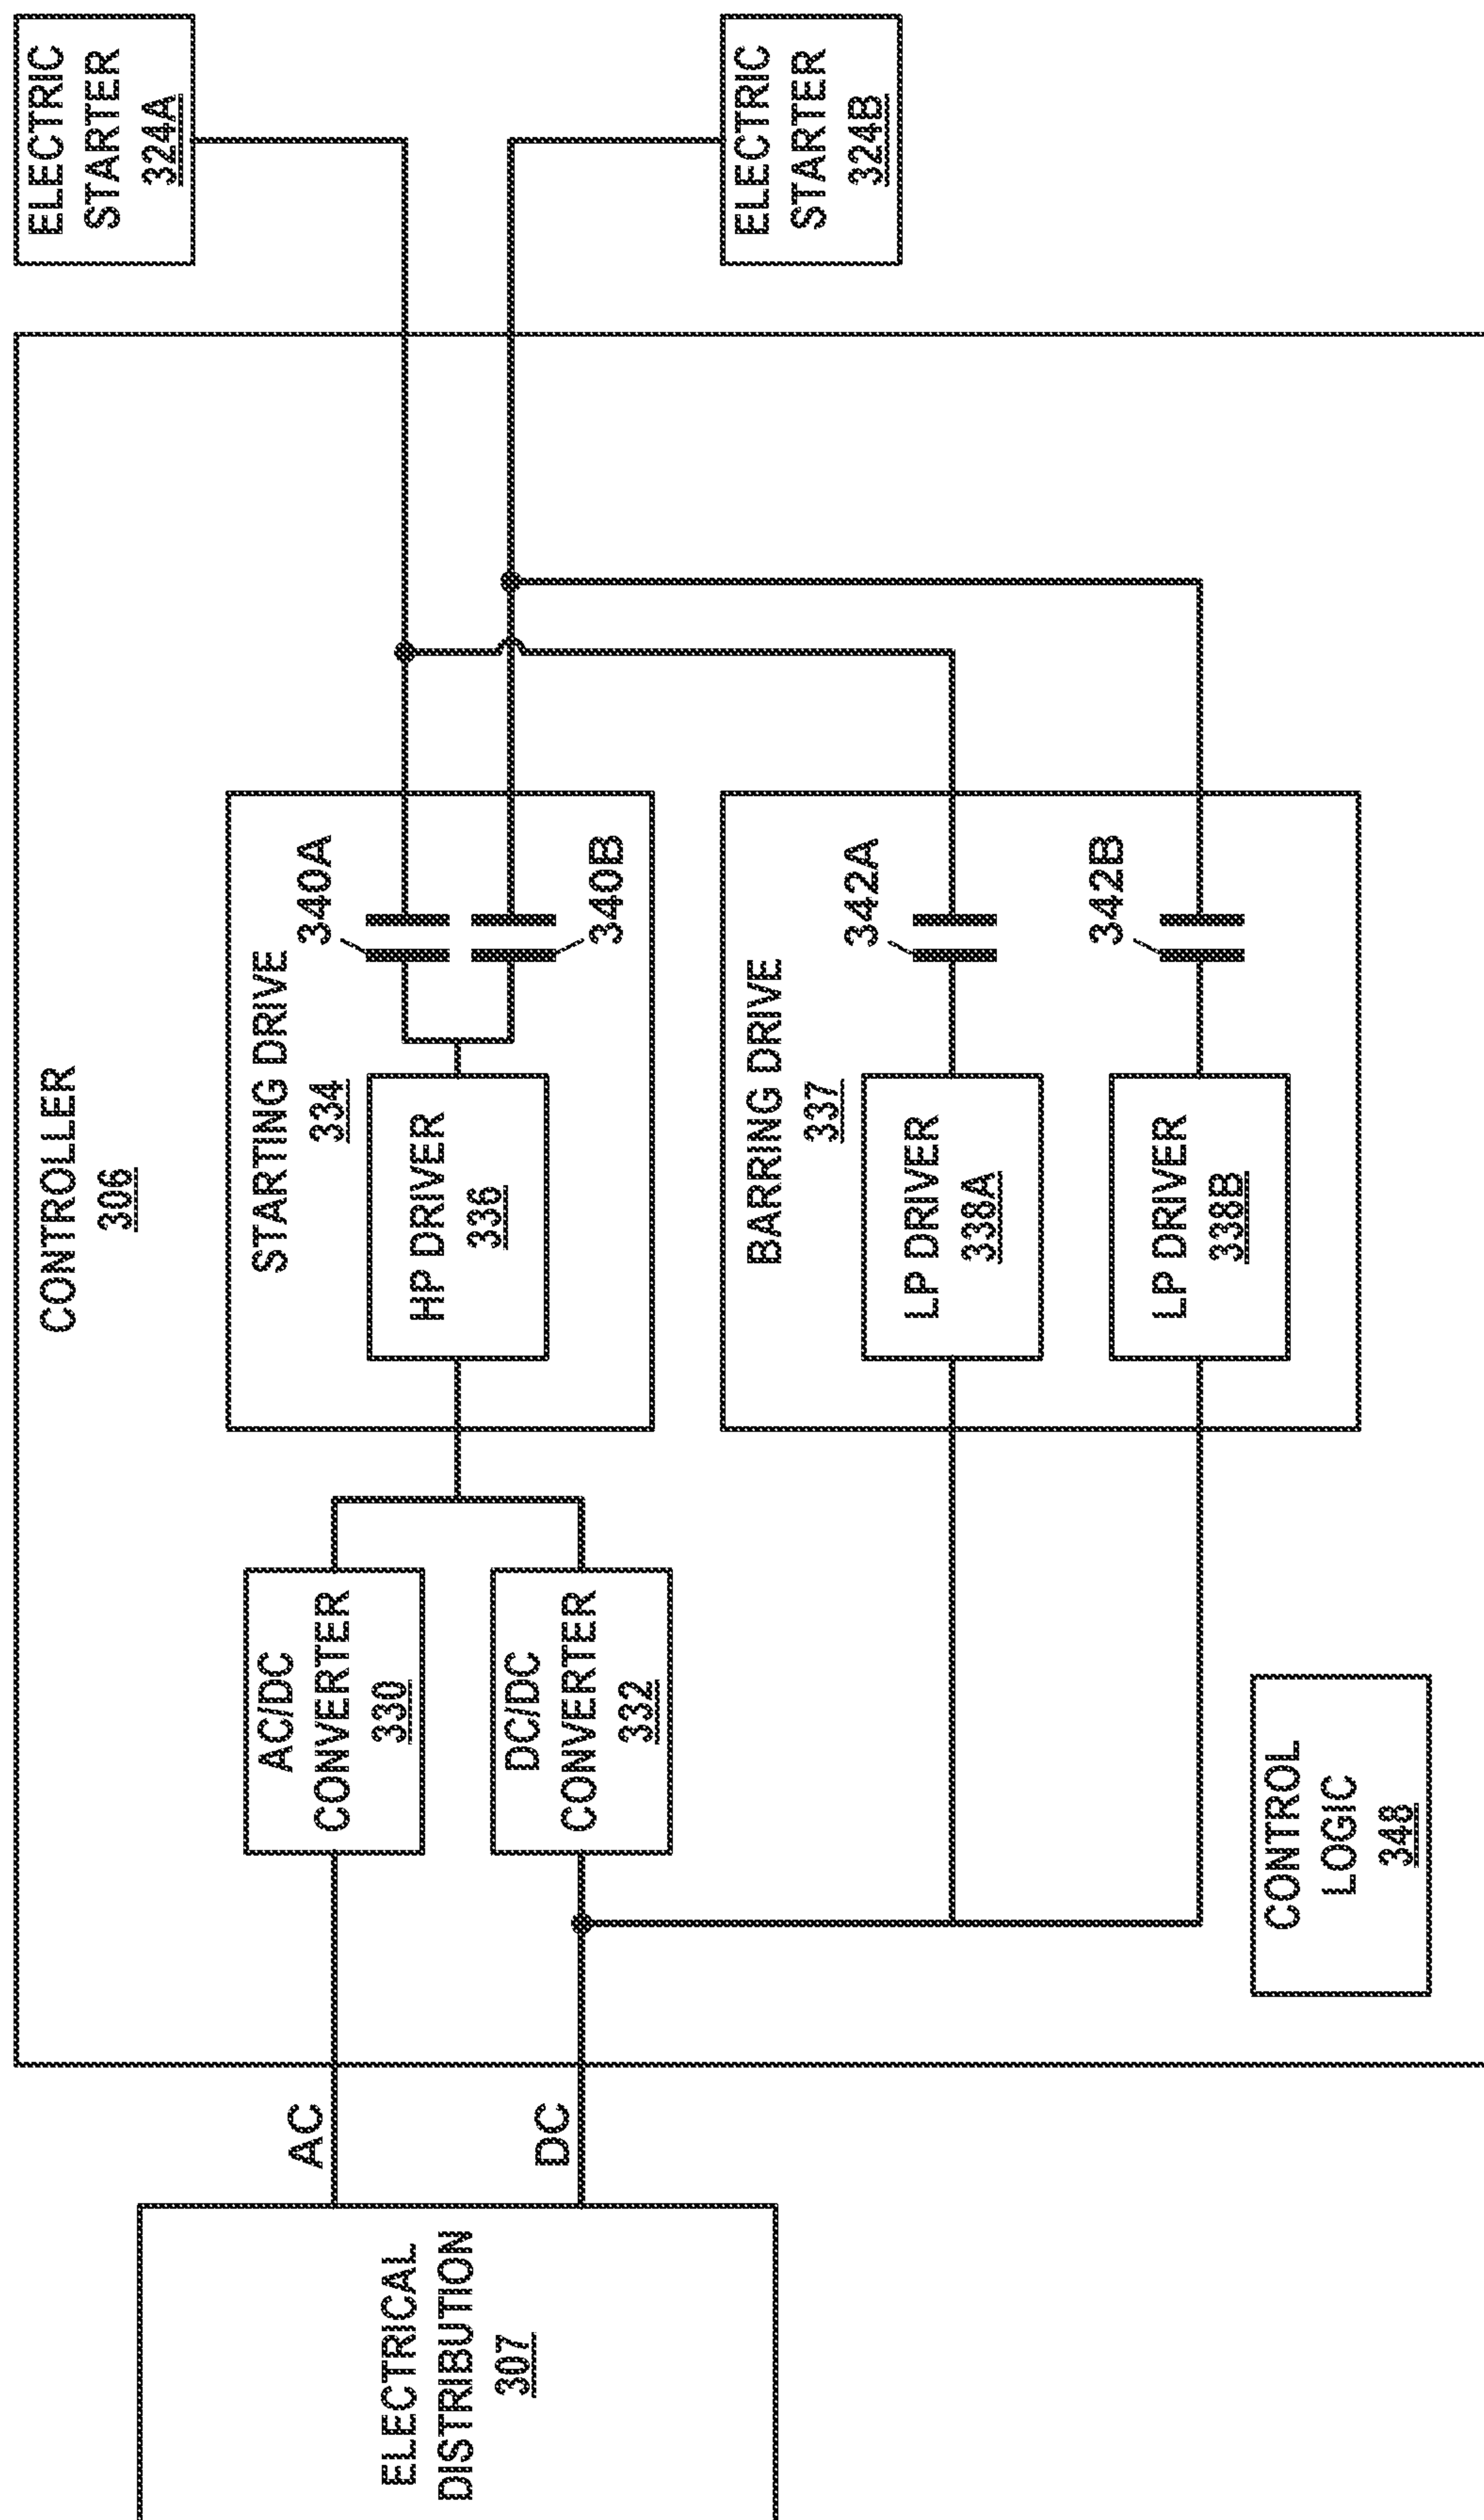 CONTROLLER
306
ELECTRICAL
DISTRIBUTION
307
AC
DC
AC/DC
CONVERTER
330
DC/DC
CONVERTER
332
STARTING DRIVE
334
HP DRIVER
336
340A
340B
BARRING DRIVE
337
LP DRIVER
338A
342A
LP DRIVER
338B
342B
CONTROL
LOGIC
348
ELECTRIC
STARTER
324A
ELECTRIC
STARTER
324B